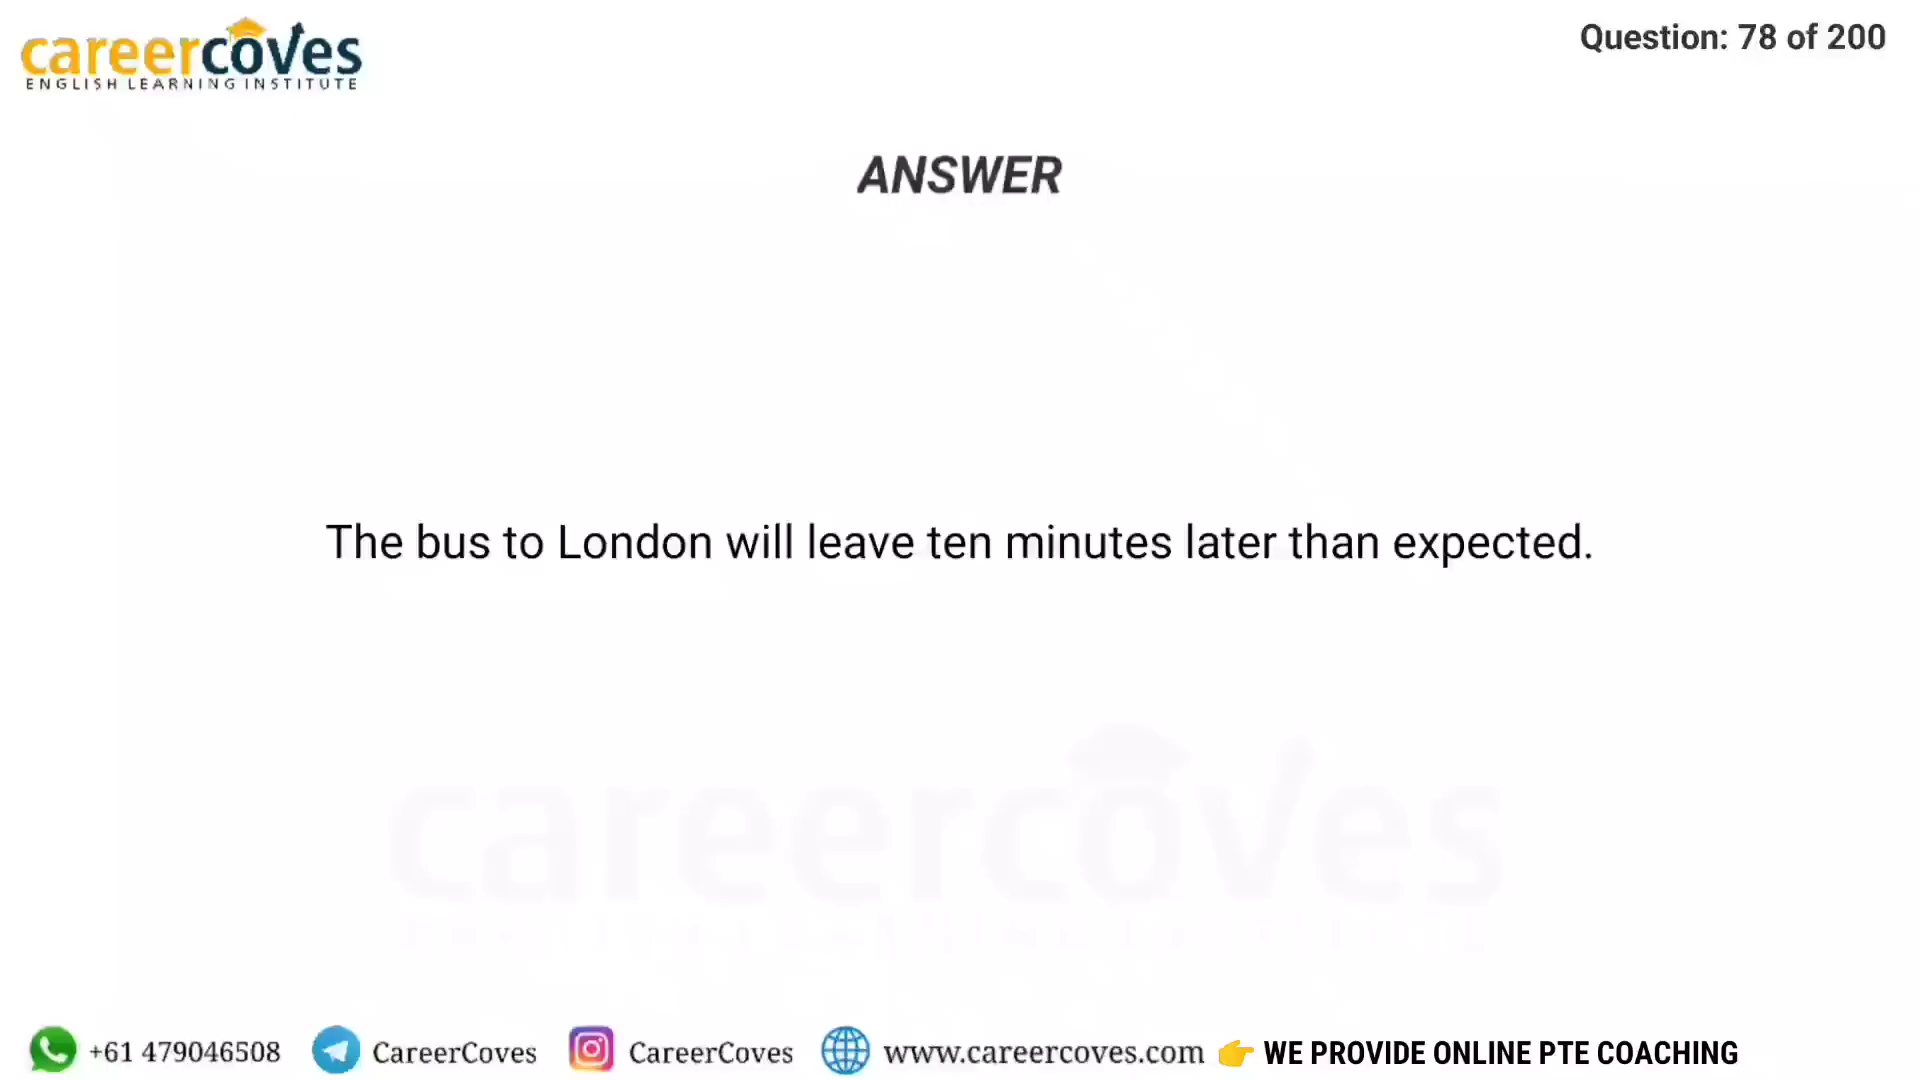 careercoves
ENGLISH LEARNING INSTITUTE
Question: 78 of 200
ANSWER
The bus to London will leave ten minutes later than expected.
careercoves
+61 479046508 CareerCoves CareerCoves www.careercoves.com 👉 WE PROVIDE ONLINE PTE COACHING